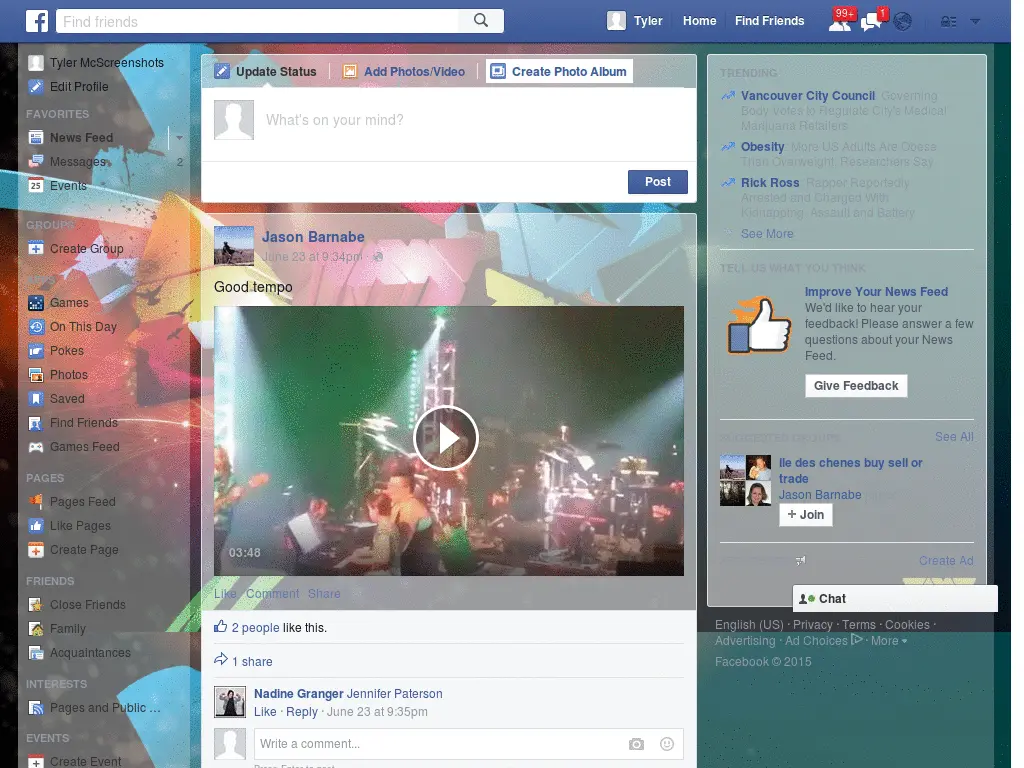 f
Find friends
Tyler
Home
Find Friends
99+
1
Tyler McScreenshots
Edit Profile
FAVORITES
News Feed
Messages
2
25
Events
GROUPS
Create Group
Games
On This Day
Pokes
Photos
Saved
Find Friends
Games Feed
PAGES
Pages Feed
Like Pages
Create Page
FRIENDS
Close Friends
Family
Acquaintances
INTERESTS
Pages and Public ...
EVENTS
Create Event
Update Status
Add Photos/Video
Create Photo Album
What's on your mind?
Post
Jason Barnabe
June 23 at 9:34pm ·
Good tempo
03:48
Like Comment Share
2 people like this.
1 share
Nadine Granger Jennifer Paterson
Like · Reply · June 23 at 9:35pm
Write a comment...
TRENDING
Vancouver City Council Governing
Body Votes to Regulate City's Medical
Marijuana Retailers
Obesity More US Adults Are Obese
Than Overweight, Researchers Say
Rick Ross Rapper Reportedly
Arrested and Charged With
Kidnapping, Assault and Battery
See More
TELL US WHAT YOU THINK
Improve Your News Feed
We'd like to hear your
feedback! Please answer a few
questions about your News
Feed.
Give Feedback
See All
Ile des chenes buy sell or
trade
Jason Barnabe
+ Join
Create Ad
Chat
English (US) · Privacy · Terms · Cookies ·
Advertising · Ad Choices · More
Facebook © 2015